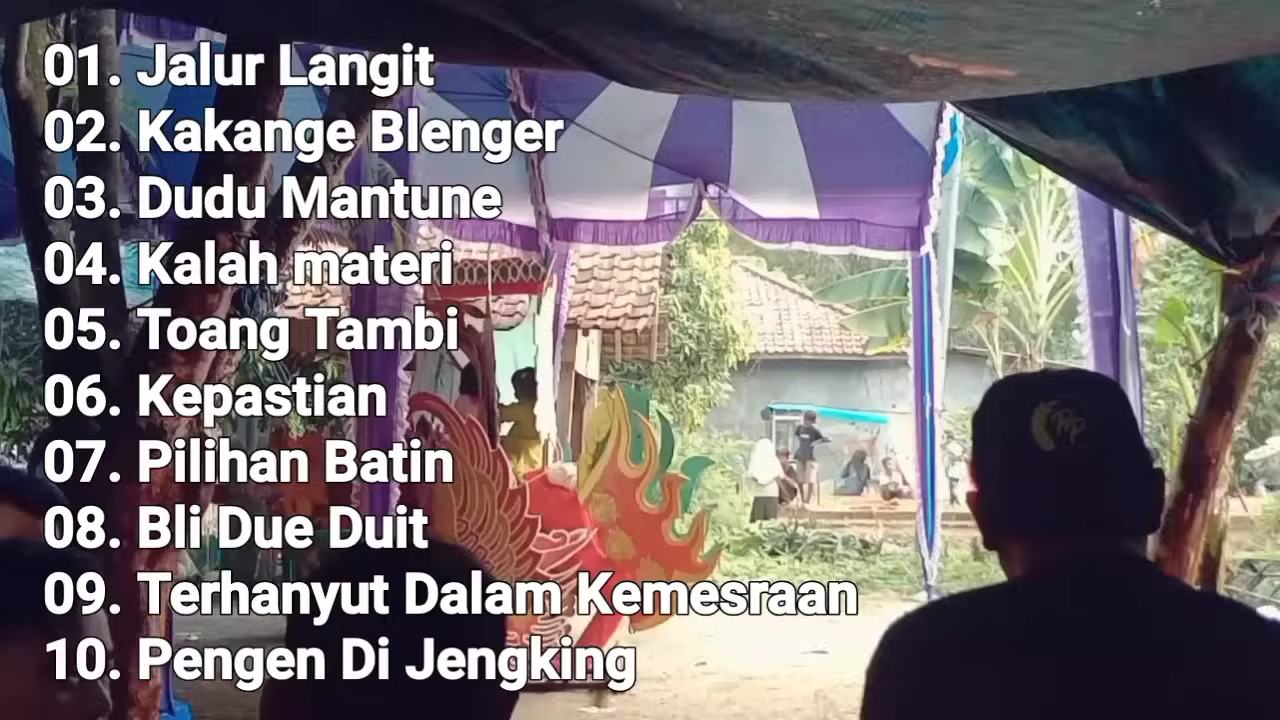 01. Jalur Langit
02. Kakange Blenger
03. Dudu Mantune
04. Kalah materi
05. Toang Tambi
06. Kepastian
07. Pilihan Batin
08. Bli Due Duit
09. Terhanyut Dalam Kemesraan
10. Pengen Di Jengking